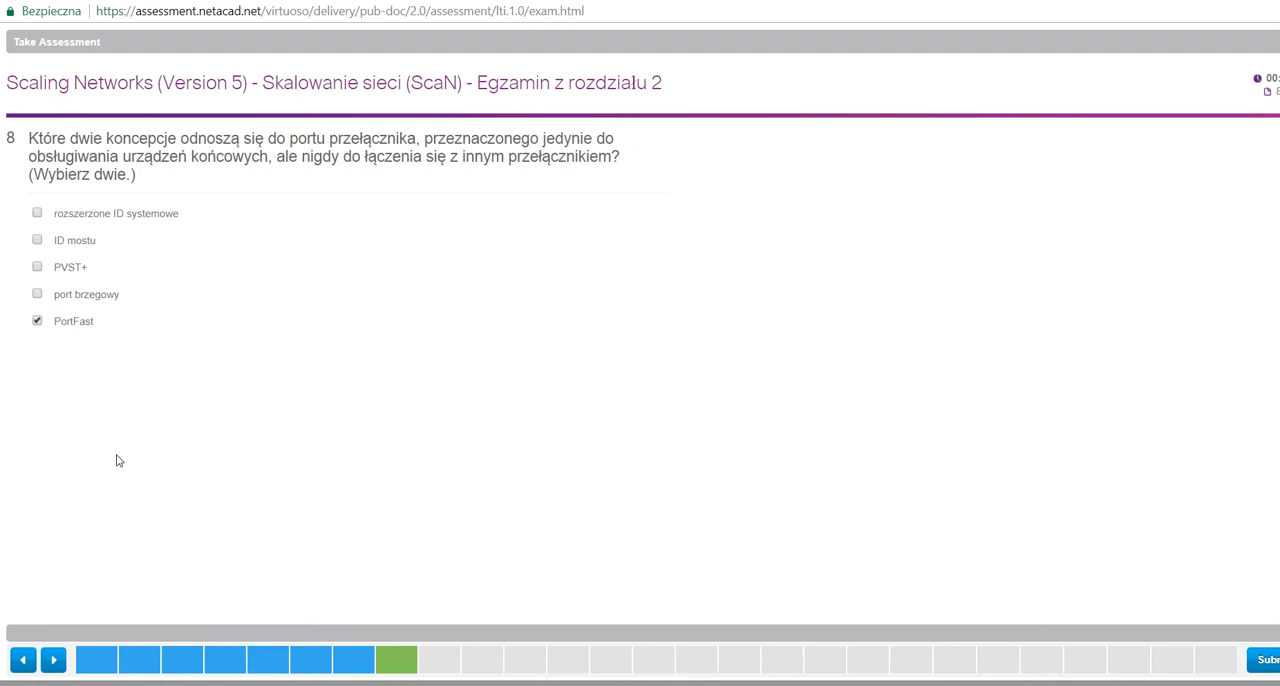 Bezpieczna | https://assessment.netacad.net/virtuoso/delivery/pub-doc/2.0/assessment/lti.1.0/exam.html
Take Assessment
Scaling Networks (Version 5) - Skalowanie sieci (ScaN) - Egzamin z rozdziału 2
00:
8
8 Które dwie koncepcje odnoszą się do portu przełącznika, przeznaczonego jedynie do
obsługiwania urządzeń końcowych, ale nigdy do łączenia się z innym przełącznikiem?
(Wybierz dwie.)
rozszerzone ID systemowe
ID mostu
PVST+
port brzegowy
PortFast
Subm